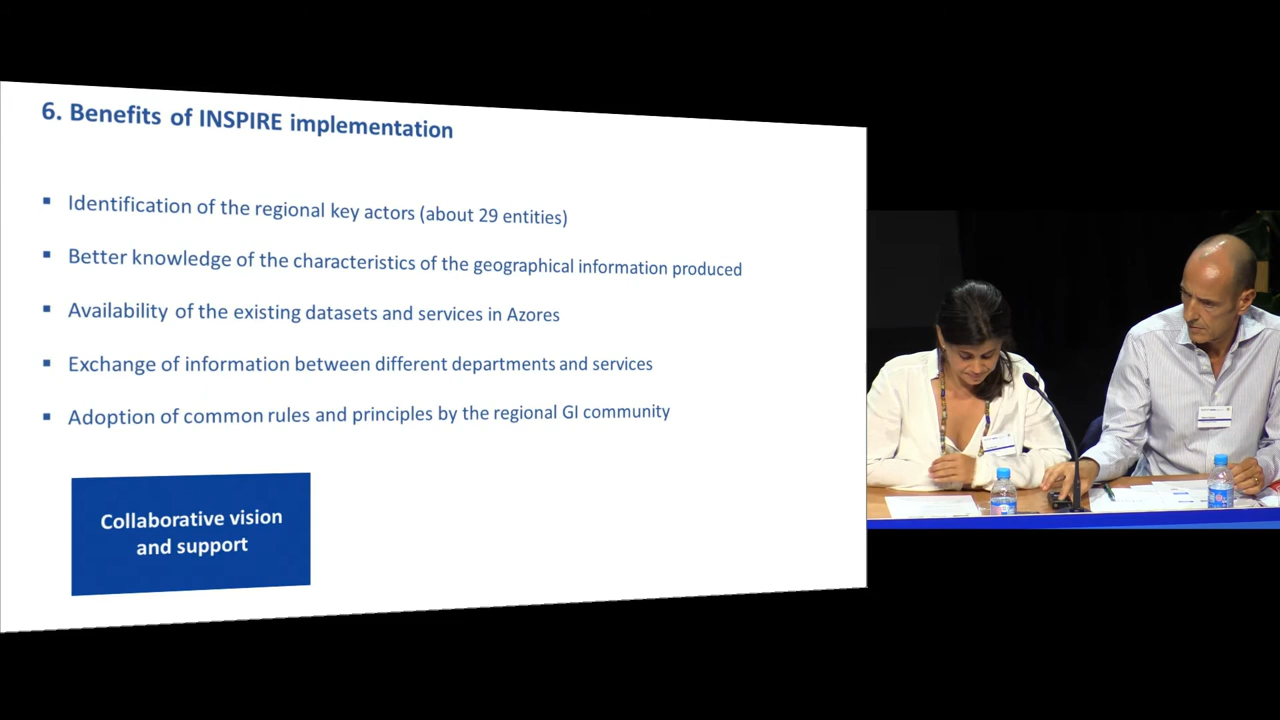 6. Benefits of INSPIRE implementation
▪ Identification of the regional key actors (about 29 entities)
▪ Better knowledge of the characteristics of the geographical information produced
▪ Availability of the existing datasets and services in Azores
▪ Exchange of information between different departments and services
▪ Adoption of common rules and principles by the regional GI community
Collaborative vision
and support